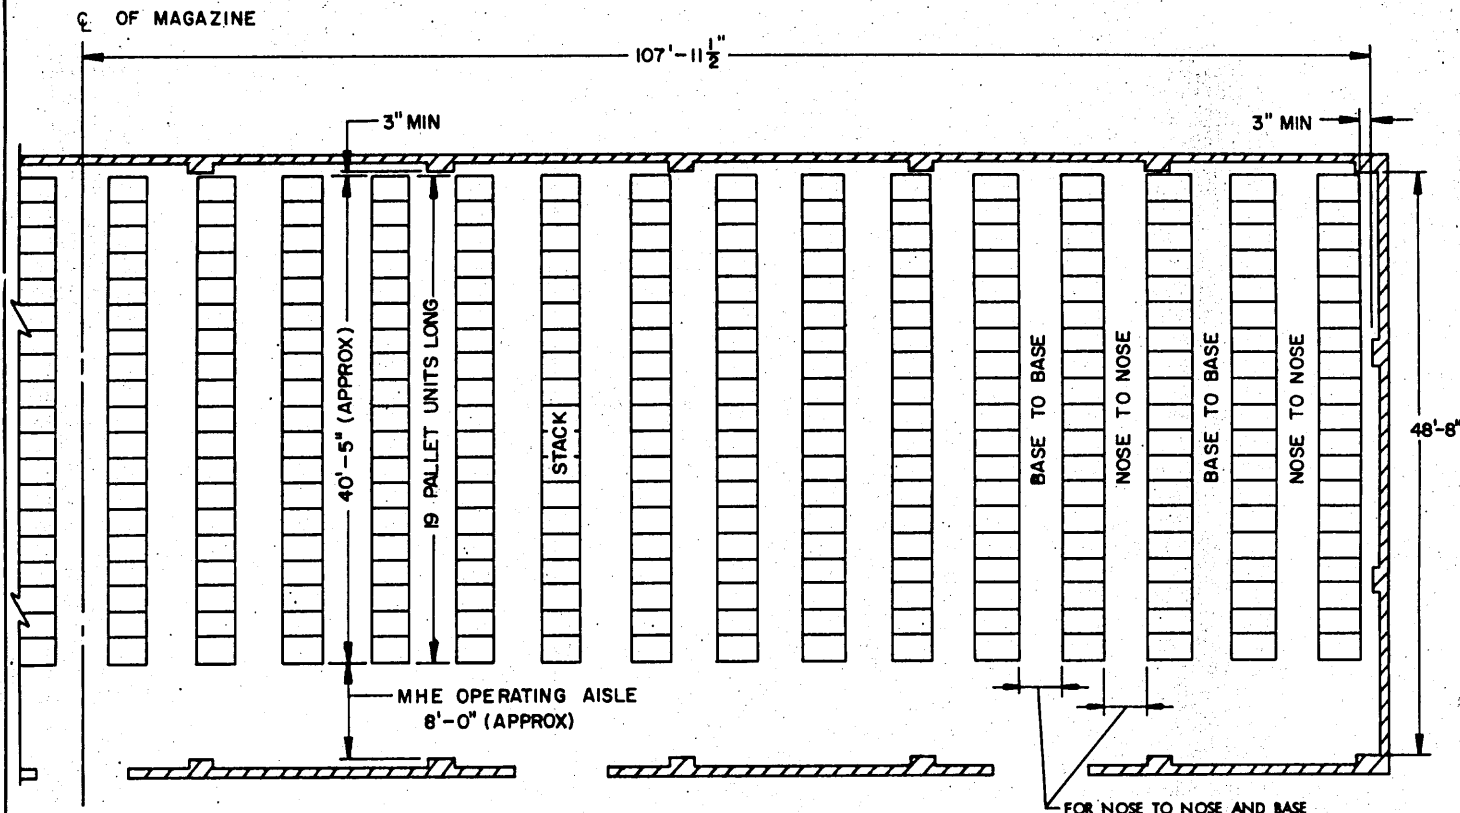 ℄ OF MAGAZINE
107'-11 1/2"
3" MIN
3" MIN
40'-5" (APPROX)
19 PALLET UNITS LONG
STACK
BASE TO BASE
NOSE TO NOSE
BASE TO BASE
NOSE TO NOSE
48'-8"
MHE OPERATING AISLE
8'-0" (APPROX)
FOR NOSE TO NOSE AND BASE